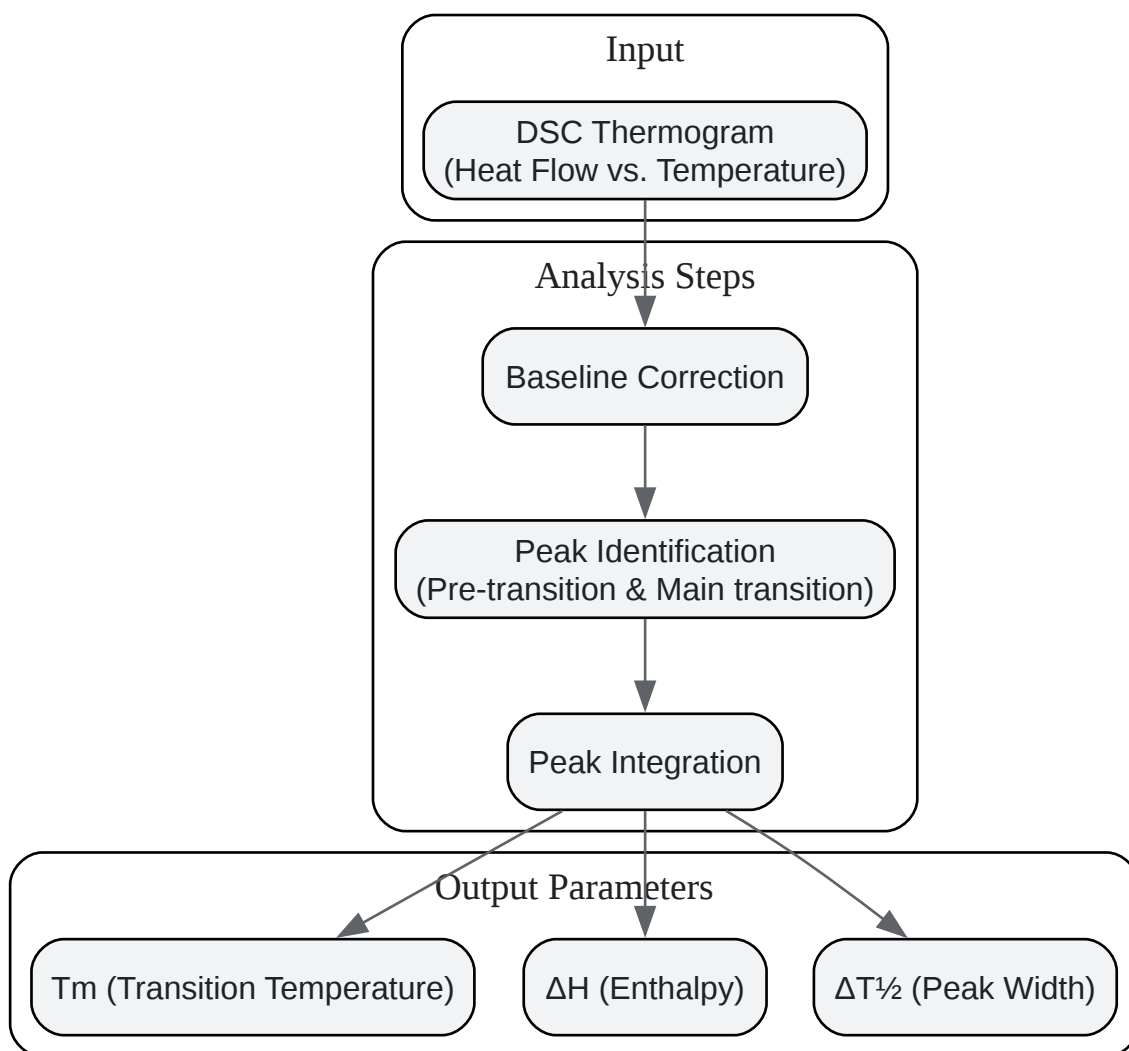 Input
DSC Thermogram
(Heat Flow vs. Temperature)
Analysis Steps
Baseline Correction
Peak Identification
(Pre-transition & Main transition)
Peak Integration
Output Parameters
Tm (Transition Temperature)
ΔH (Enthalpy)
ΔT½ (Peak Width)